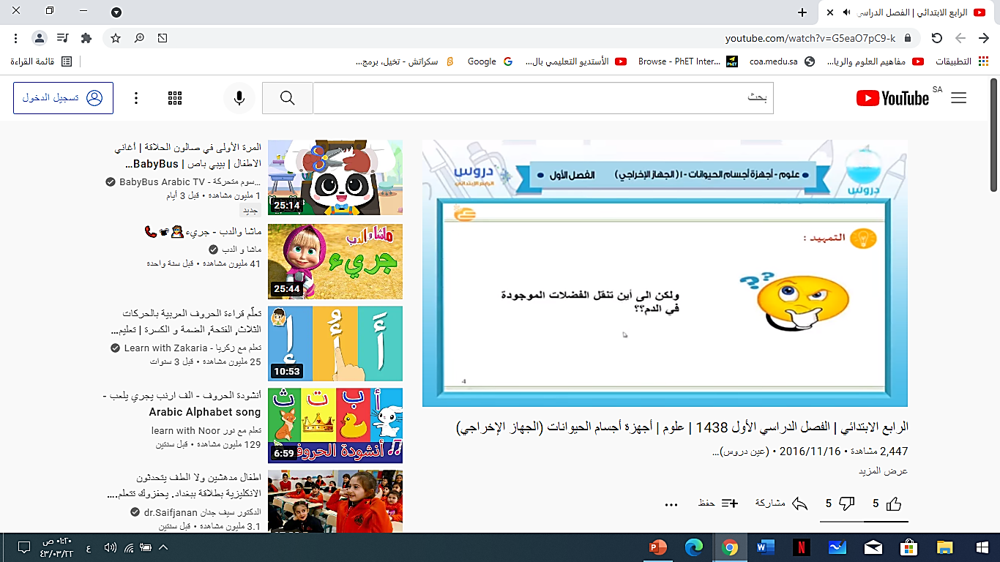 الرابع الابتدائي | الفصل الدراسي
youtube.com/watch?v=G5eaO7pC9-k
التطبيقات
مفاهيم العلوم والريا...
coa.medu.sa
Browse - PhET Inter...
الأستديو التعليمي بال...
Google
سكراتش - تخيل، برمج...
قائمة القراءة
YouTube SA
بحث
تسجيل الدخول
علوم - أجهزة أجسام الحيوانات - ١ ( الجهاز الإخراجي) الفصل الأول
دروس
دروس
الرابع الابتدائي
التمهيد :
ولكن الى أين تنقل الفضلات الموجودة
في الدم؟؟
4
الرابع الابتدائي | الفصل الدراسي الأول 1438 | علوم | أجهزة أجسام الحيوانات (الجهاز الإخراجي)
2,447 مشاهدة • 2016/11/16 • (عين دروس)...
عرض المزيد
5
5
مشاركة
حفظ
المرة الأولى في صالون الحلاقة | أغاني
الاطفال | بيبي باص | BabyBus...
BabyBus Arabic TV - رسوم متحركة...
1 مليون مشاهدة • قبل 3 أيام
جديد
25:14
ماشا والدب - جريء
ماشا و الدب
41 مليون مشاهدة • قبل سنة واحدة
ماشا والدب
جريء
25:44
تعلّم قراءة الحروف العربية بالحركات
الثلاث, الفتحة, الضمة و الكسرة | تعليم...
تعلم مع زكريا - Learn with Zakaria
25 مليون مشاهدة • قبل 3 سنوات
أَ أُ إِ
10:53
أنشودة الحروف - الف ارنب يجري يلعب -
Arabic Alphabet song
تعلم مع نور learn with Noor
129 مليون مشاهدة • قبل سنتين
أ ب ت ث
أنشودة الحروف
6:59
اطفال مدهشين ولا الطف يتحدثون
الانكليزية بطلاقة ببغداد. يحفزوك تتعلم....
الدكتور سيف جنان dr.Saifjanan
3.1 مليون مشاهدة • قبل سنتين
ع
٠١:٢٠ ص
٤٣/٠٣/٢٢